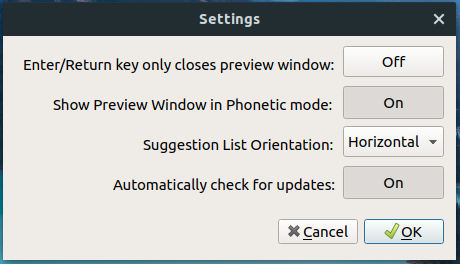 Settings
Enter/Return key only closes preview window: Off
Show Preview Window in Phonetic mode: On
Suggestion List Orientation: Horizontal
Automatically check for updates: On
Cancel OK